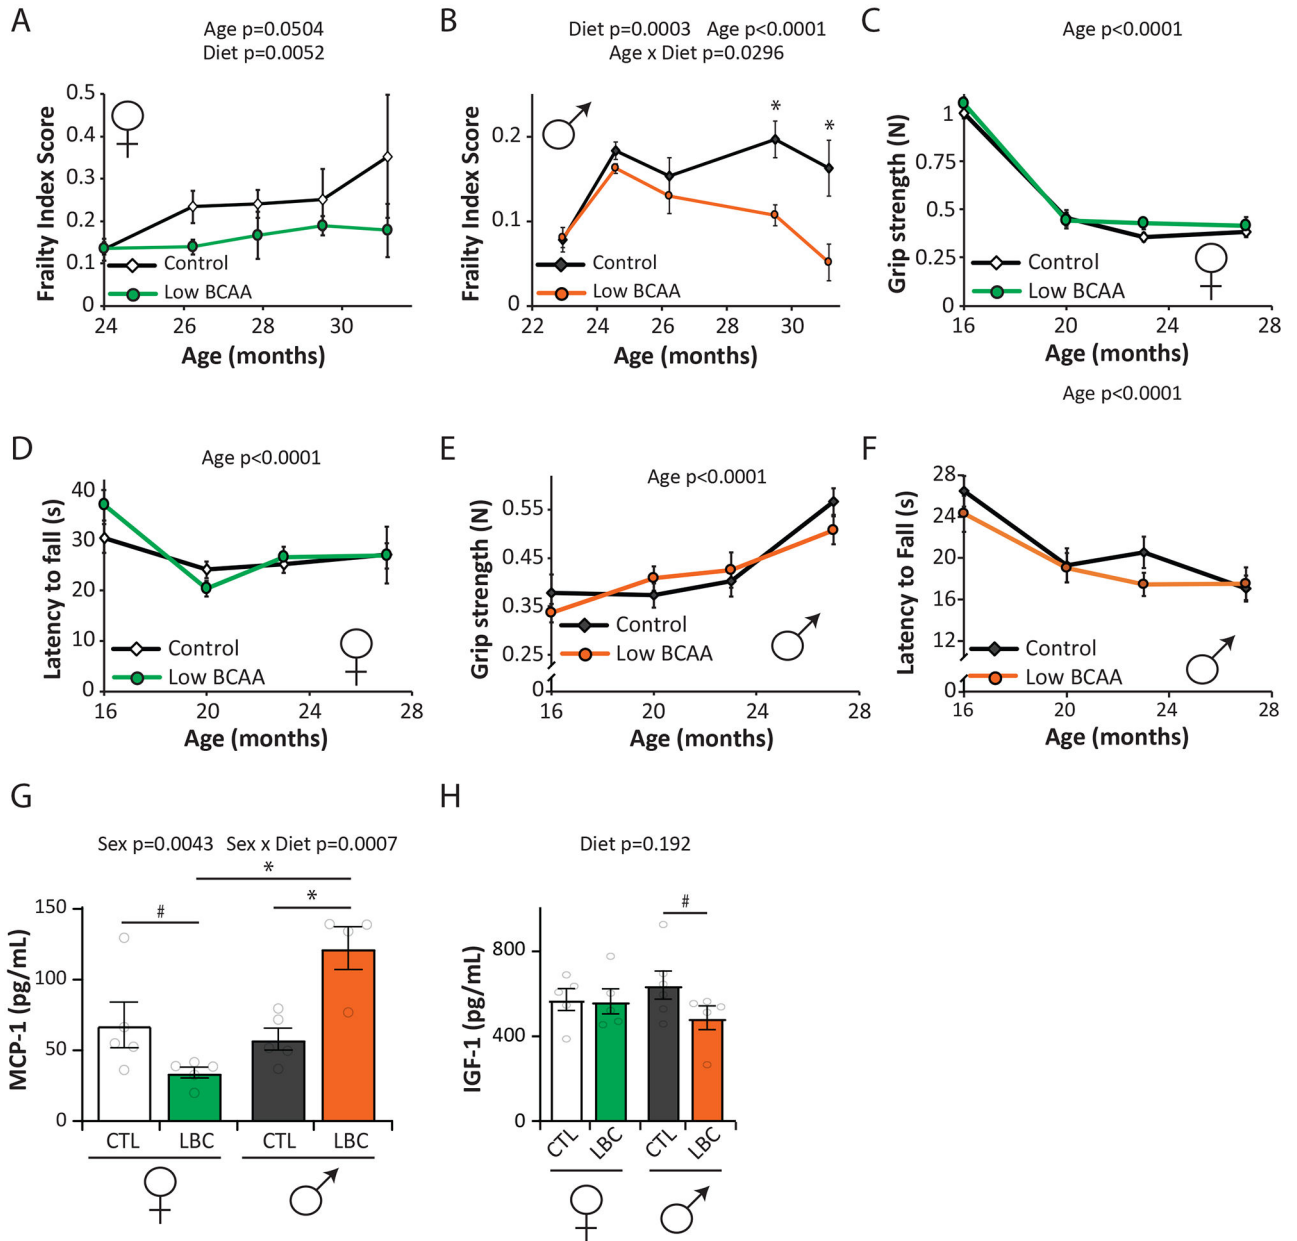 A
Age p=0.0504
Diet p=0.0052
Frailty Index Score
0.5
0.4
0.3
0.2
0.1
0
Control
Low BCAA
24 26 28 30
Age (months)
B
Diet p=0.0003 Age p<0.0001
Age x Diet p=0.0296
Frailty Index Score
0.2
0.1
0
* *
Control
Low BCAA
22 24 26 28 30
Age (months)
C
Age p<0.0001
Grip strength (N)
1
0.75
0.5
0.25
0
Control
Low BCAA
16 20 24 28
Age (months)
D
Age p<0.0001
Latency to fall (s)
40
30
20
10
0
Control
Low BCAA
16 20 24 28
Age (months)
E
Age p<0.0001
Grip strength (N)
0.55
0.45
0.35
0.25
0
Control
Low BCAA
16 20 24 28
Age (months)
Age p<0.0001
F
Latency to Fall (s)
28
24
20
16
12
0
Control
Low BCAA
16 20 24 28
Age (months)
G
Sex p=0.0043 Sex x Diet p=0.0007
*
*
#
MCP-1 (pg/mL)
150
100
50
0
CTL LBC CTL LBC
H
Diet p=0.192
#
IGF-1 (pg/mL)
800
400
0
CTL LBC CTL LBC